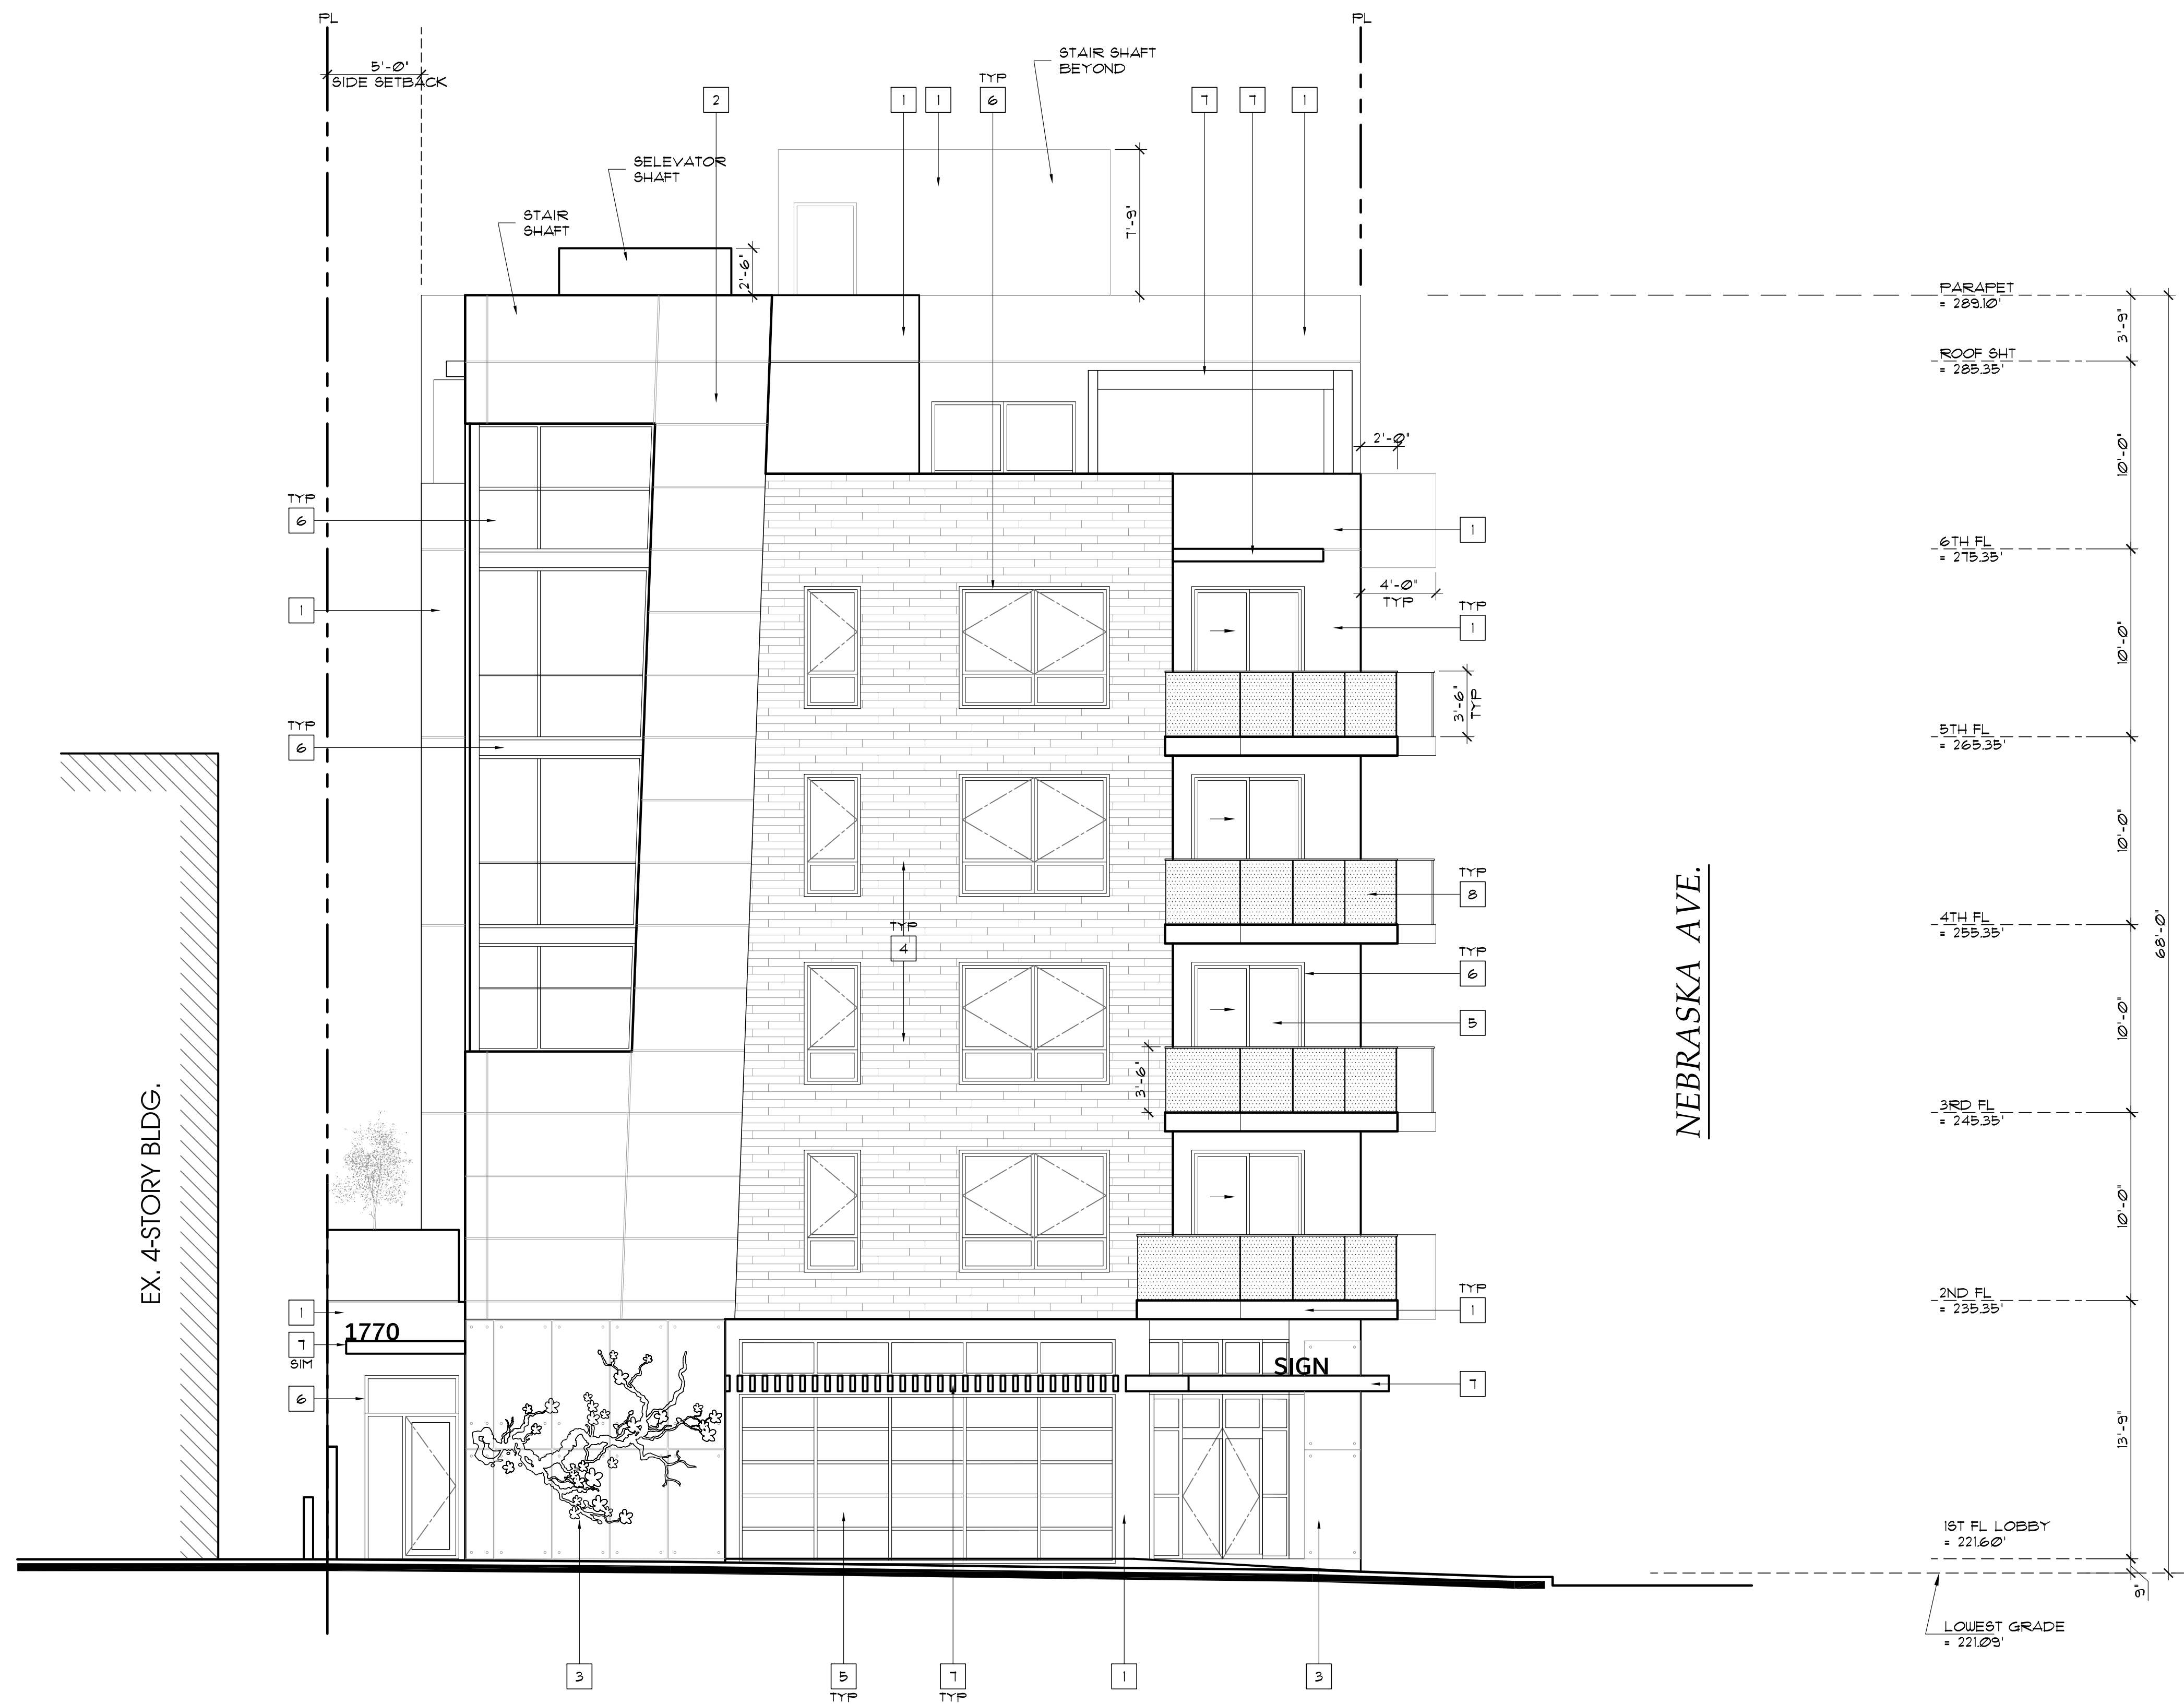 PL
PL
5'-0"
SIDE SETBACK
STAIR SHAFT
BEYOND
TYP
2
1
1
6
7
7
1
SELEVATOR
SHAFT
STAIR
SHAFT
7'-9"
2'-6"
PARAPET
= 289.10'
3'-9"
ROOF SHT
= 285.35'
2'-0"
10'-0"
TYP
6
1
6TH FL
= 275.35'
4'-0"
TYP
1
TYP
1
10'-0"
3'-6"
TYP
TYP
6
5TH FL
= 265.35'
10'-0"
TYP
8
TYP
4
4TH FL
= 255.35'
68'-0"
NEBRASKA AVE.
TYP
6
5
10'-0"
3'-6"
EX. 4-STORY BLDG.
3RD FL
= 245.35'
10'-0"
TYP
1
1
2ND FL
= 235.35'
1770
7
SIM
SIGN
7
6
13'-9"
1ST FL LOBBY
= 221.60'
9"
LOWEST GRADE
= 221.09'
3
5
TYP
7
TYP
1
3